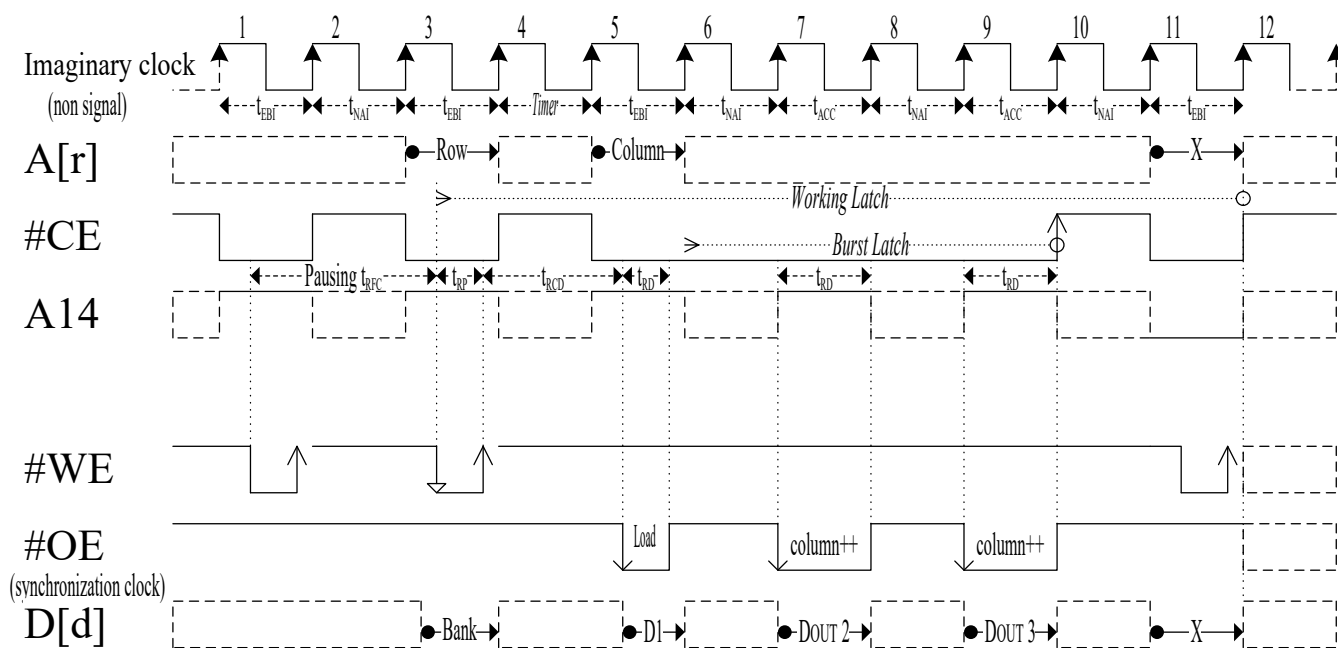 1 2 3 4 5 6 7 8 9 10 11 12
Imaginary clock
(non signal)
tEBI tNAI tEBI Timer tEBI tNAI tACC tNAI tACC tNAI tEBI
A[r] Row Column X
Working Latch
#CE
Burst Latch
Pausing tRFC tRP tRCD tRD tRD tRD
A14
#WE
#OE Load column++ column++
(synchronization clock)
D[d] Bank D1 DOUT 2 DOUT 3 X